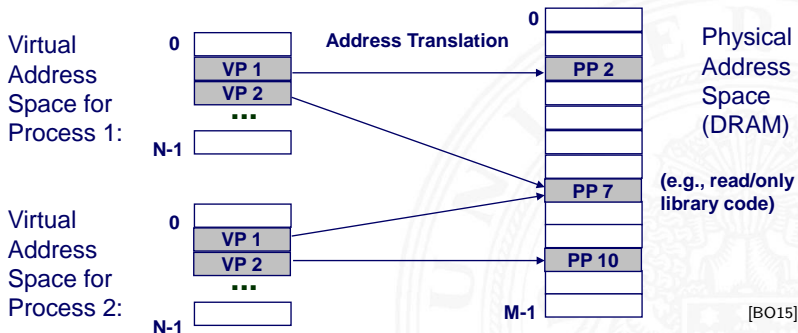 Virtual
Address
Space for
Process 1:
0
VP 1
VP 2
...
N-1
Address Translation
0
PP 2
PP 7
PP 10
M-1
Physical
Address
Space
(DRAM)
(e.g., read/only
library code)
Virtual
Address
Space for
Process 2:
0
VP 1
VP 2
...
N-1
[BO15]